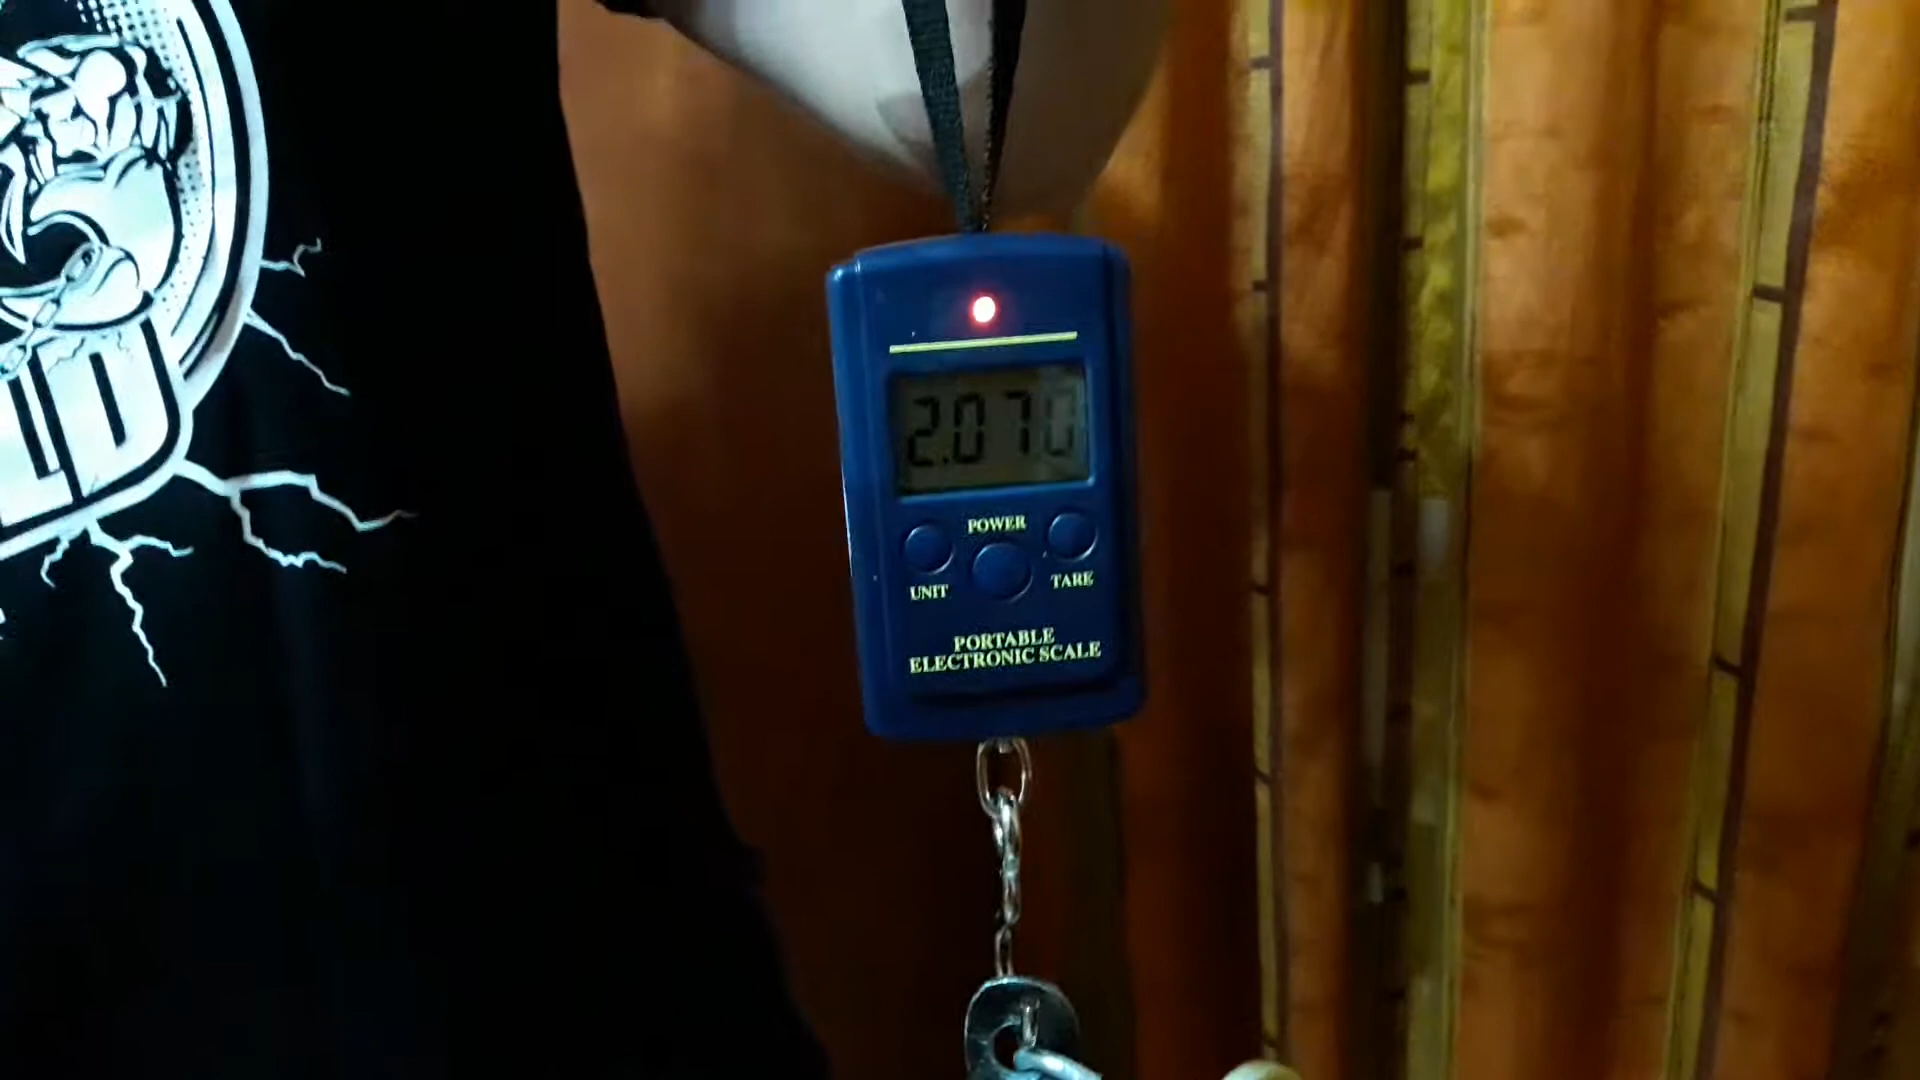 2.070
POWER
UNIT
TARE
PORTABLE
ELECTRONIC SCALE